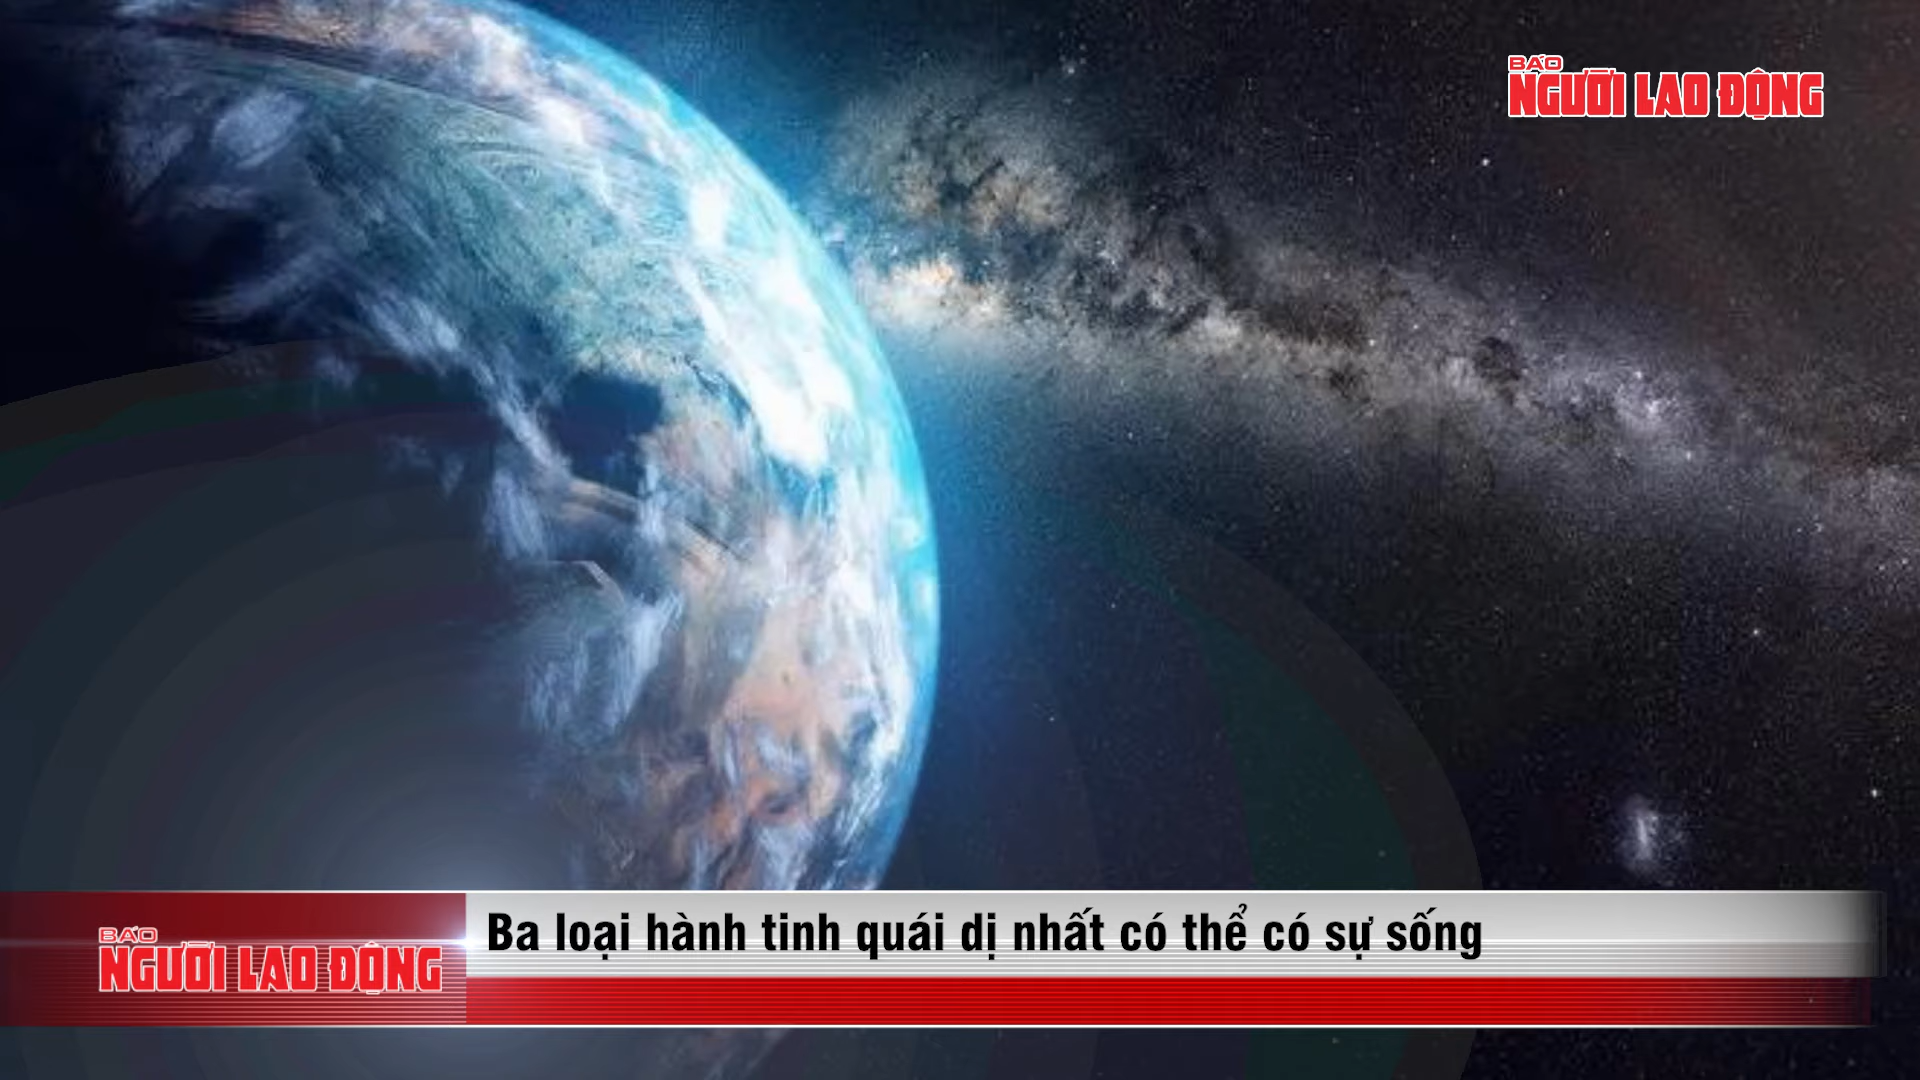 BÁO
NGƯỜI LAO ĐỘNG
Ba loại hành tinh quái dị nhất có thể có sự sống
BÁO
NGƯỜI LAO ĐỘNG